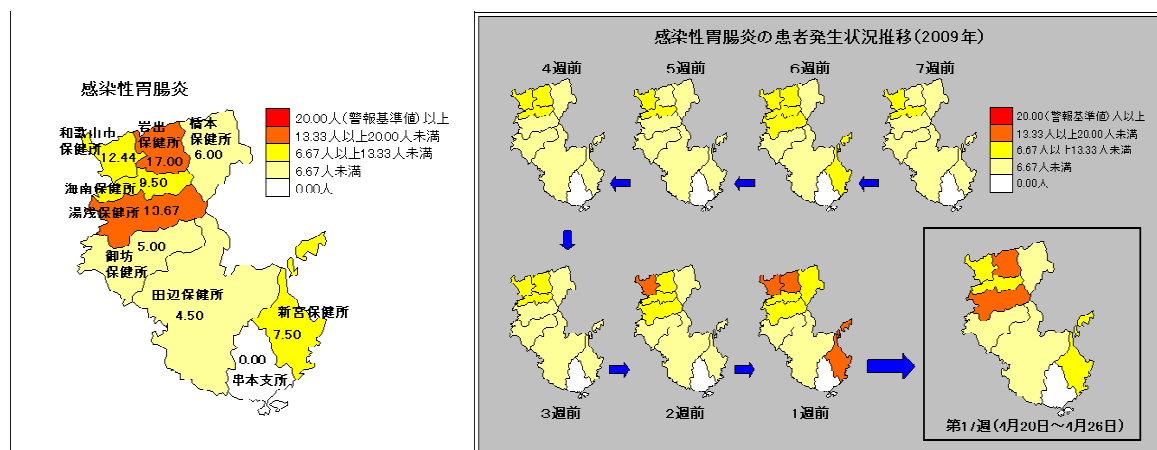 感染性胃腸炎
20.00人(警報基準値)以上
13.33人以上20.00人未満
6.67人以上13.33人未満
6.67人未満
0.00人
和歌山市
保健所
12.44
岩出
保健所
17.00
橋本
保健所
6.00
海南保健所
9.50
湯浅保健所
13.67
5.00
御坊
保健所
田辺保健所
4.50
新宮保健所
7.50
0.00
串本支所
感染性胃腸炎の患者発生状況推移(2009年)
4週前
5週前
6週前
7週前
20.00(警報基準値)人以上
13.33人以上20.00人未満
6.67人以上13.33人未満
6.67人未満
0.00人
3週前
2週前
1週前
第17週(4月20日～4月26日)